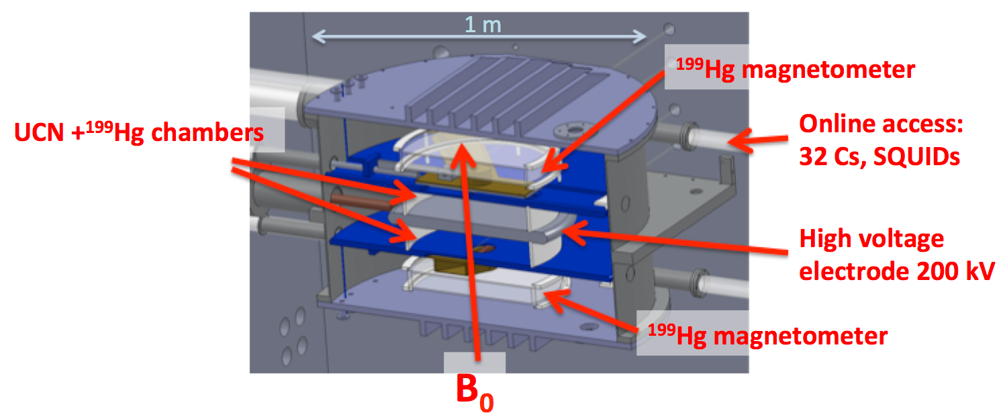 1 m
¹⁹⁹Hg magnetometer
UCN +¹⁹⁹Hg chambers
Online access:
32 Cs, SQUIDs
High voltage
electrode 200 kV
¹⁹⁹Hg magnetometer
B₀